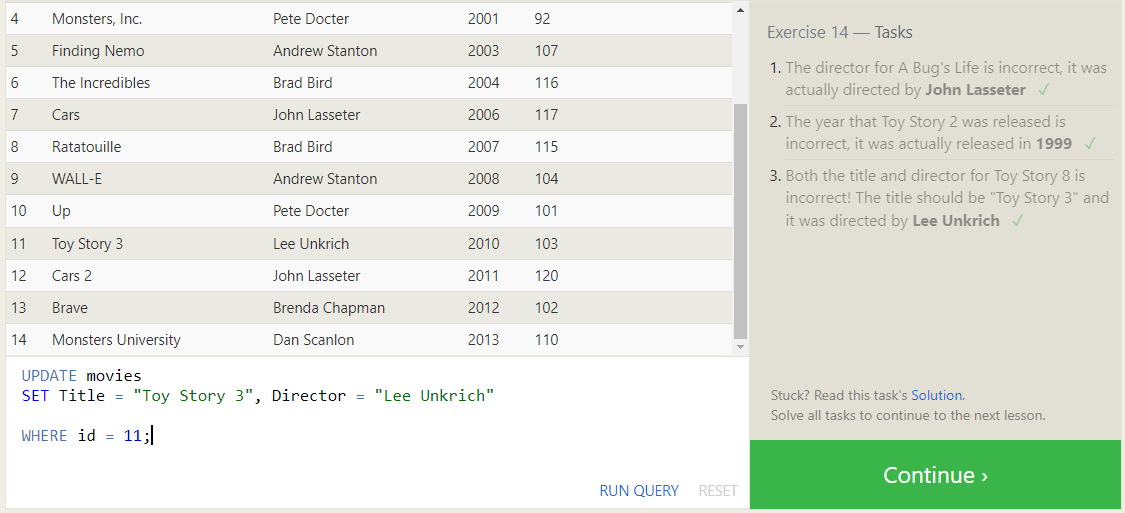 4 Monsters, Inc. Pete Docter 2001 92
5 Finding Nemo Andrew Stanton 2003 107
6 The Incredibles Brad Bird 2004 116
7 Cars John Lasseter 2006 117
8 Ratatouille Brad Bird 2007 115
9 WALL-E Andrew Stanton 2008 104
10 Up Pete Docter 2009 101
11 Toy Story 3 Lee Unkrich 2010 103
12 Cars 2 John Lasseter 2011 120
13 Brave Brenda Chapman 2012 102
14 Monsters University Dan Scanlon 2013 110
UPDATE movies
SET Title = "Toy Story 3", Director = "Lee Unkrich"
WHERE id = 11;
RUN QUERY RESET
Exercise 14 — Tasks
1. The director for A Bug's Life is incorrect, it was
actually directed by John Lasseter ✓
2. The year that Toy Story 2 was released is
incorrect, it was actually released in 1999 ✓
3. Both the title and director for Toy Story 8 is
incorrect! The title should be "Toy Story 3" and
it was directed by Lee Unkrich ✓
Stuck? Read this task's Solution.
Solve all tasks to continue to the next lesson.
Continue ›